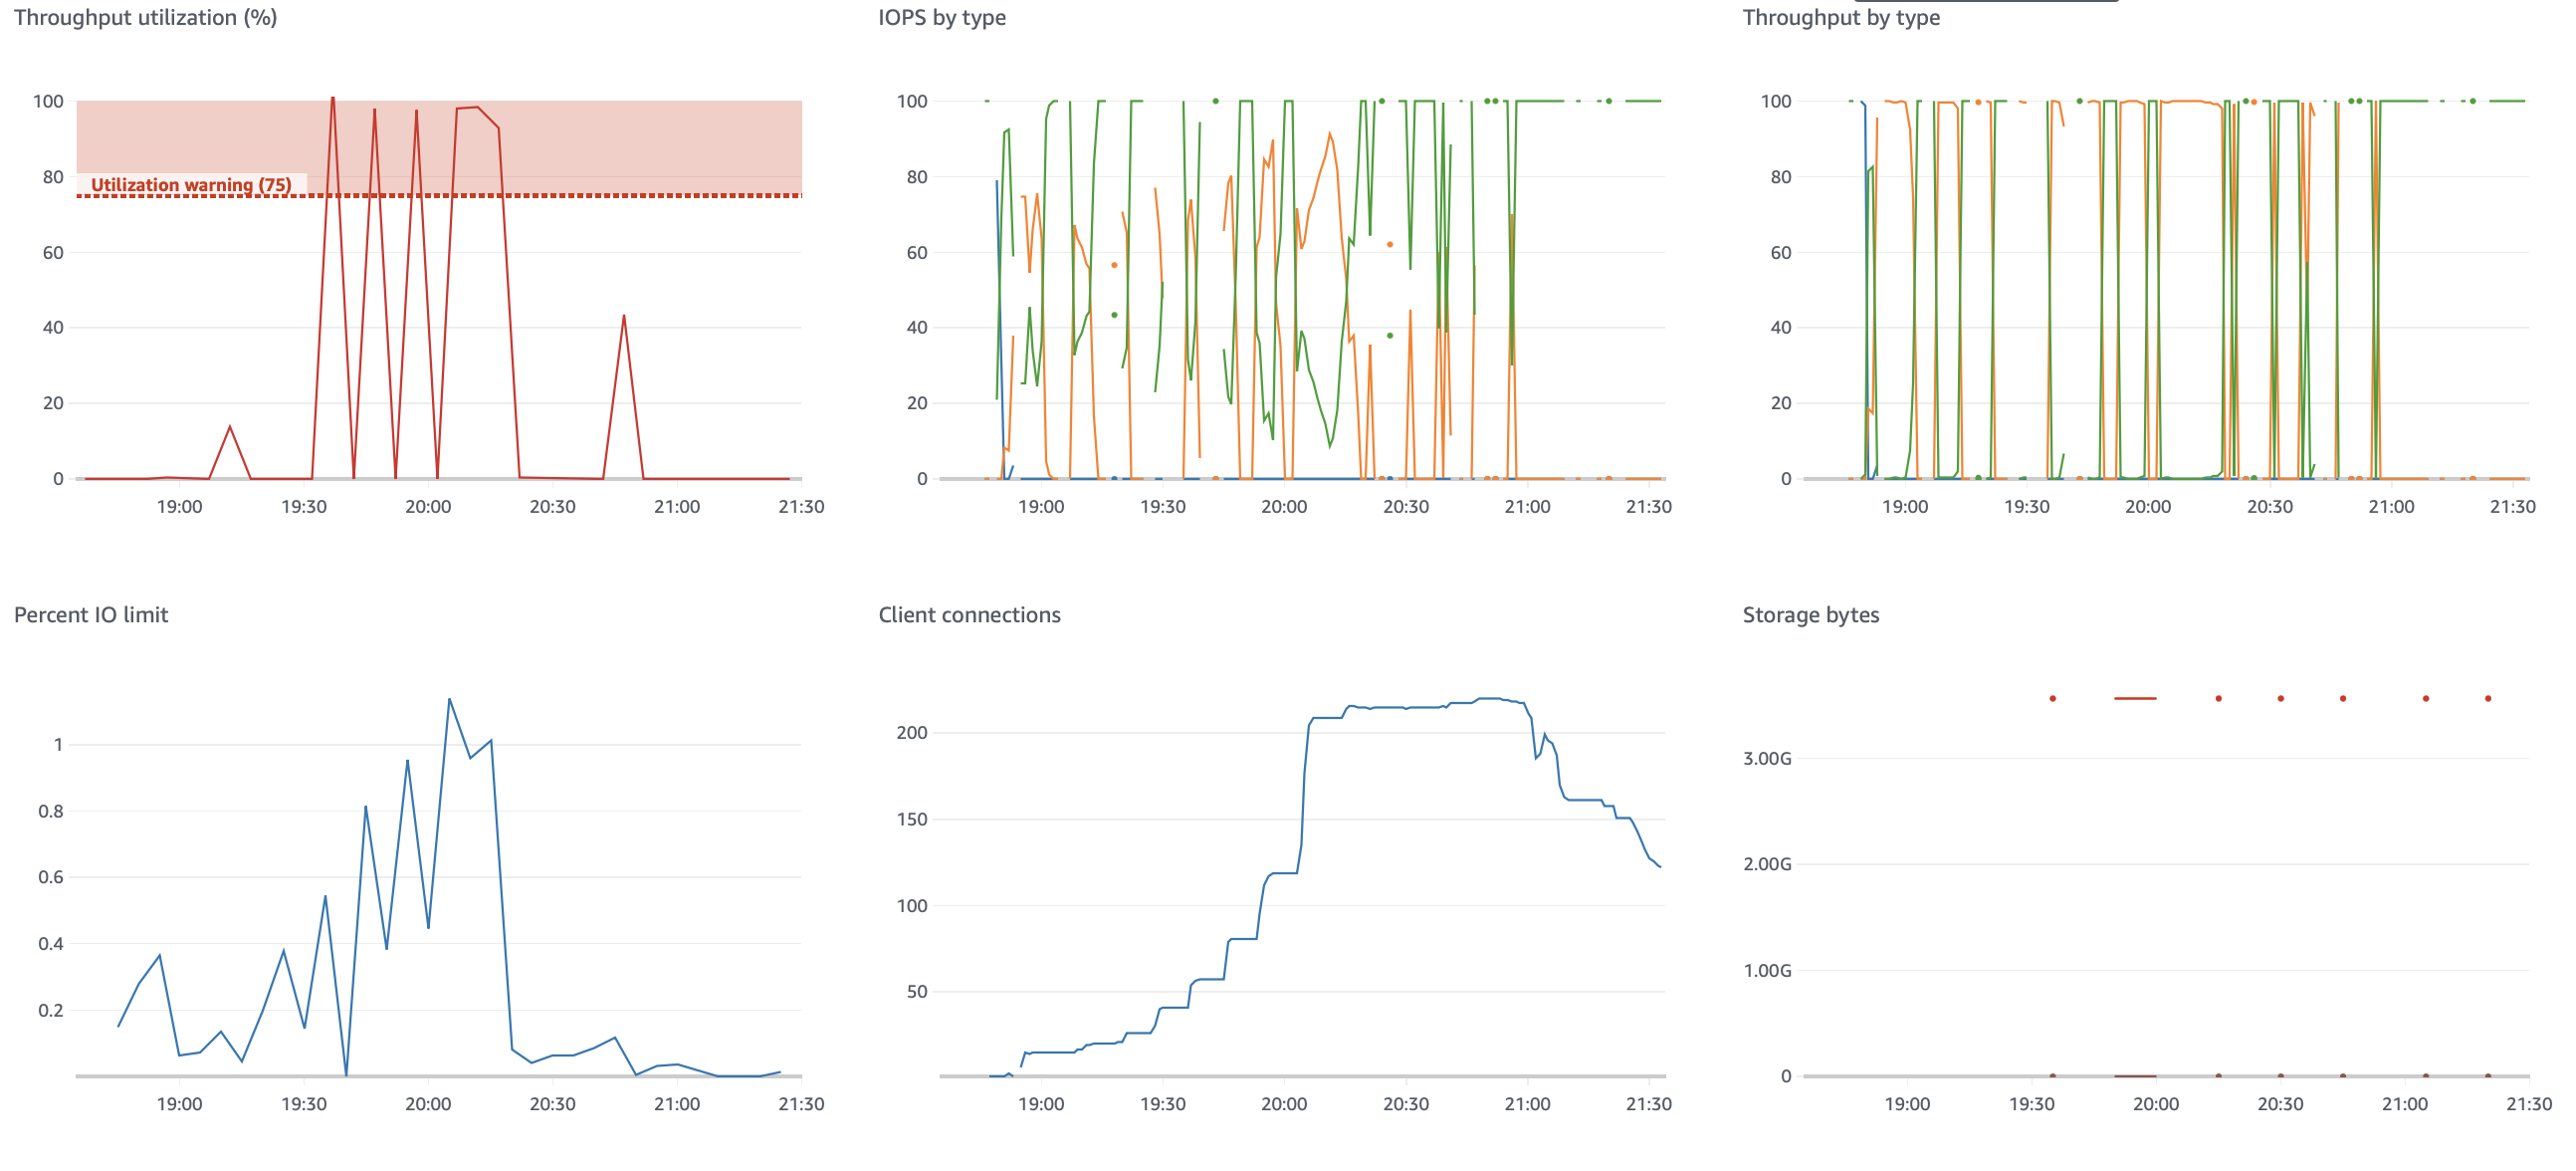 Throughput utilization (%)
100
80
Utilization warning (75)
60
40
20
0
19:00 19:30 20:00 20:30 21:00 21:30
IOPS by type
100
80
60
40
20
0
19:00 19:30 20:00 20:30 21:00 21:30
Throughput by type
100
80
60
40
20
0
19:00 19:30 20:00 20:30 21:00 21:30
Percent IO limit
1
0.8
0.6
0.4
0.2
19:00 19:30 20:00 20:30 21:00 21:30
Client connections
200
150
100
50
19:00 19:30 20:00 20:30 21:00 21:30
Storage bytes
3.00G
2.00G
1.00G
0
19:00 19:30 20:00 20:30 21:00 21:30